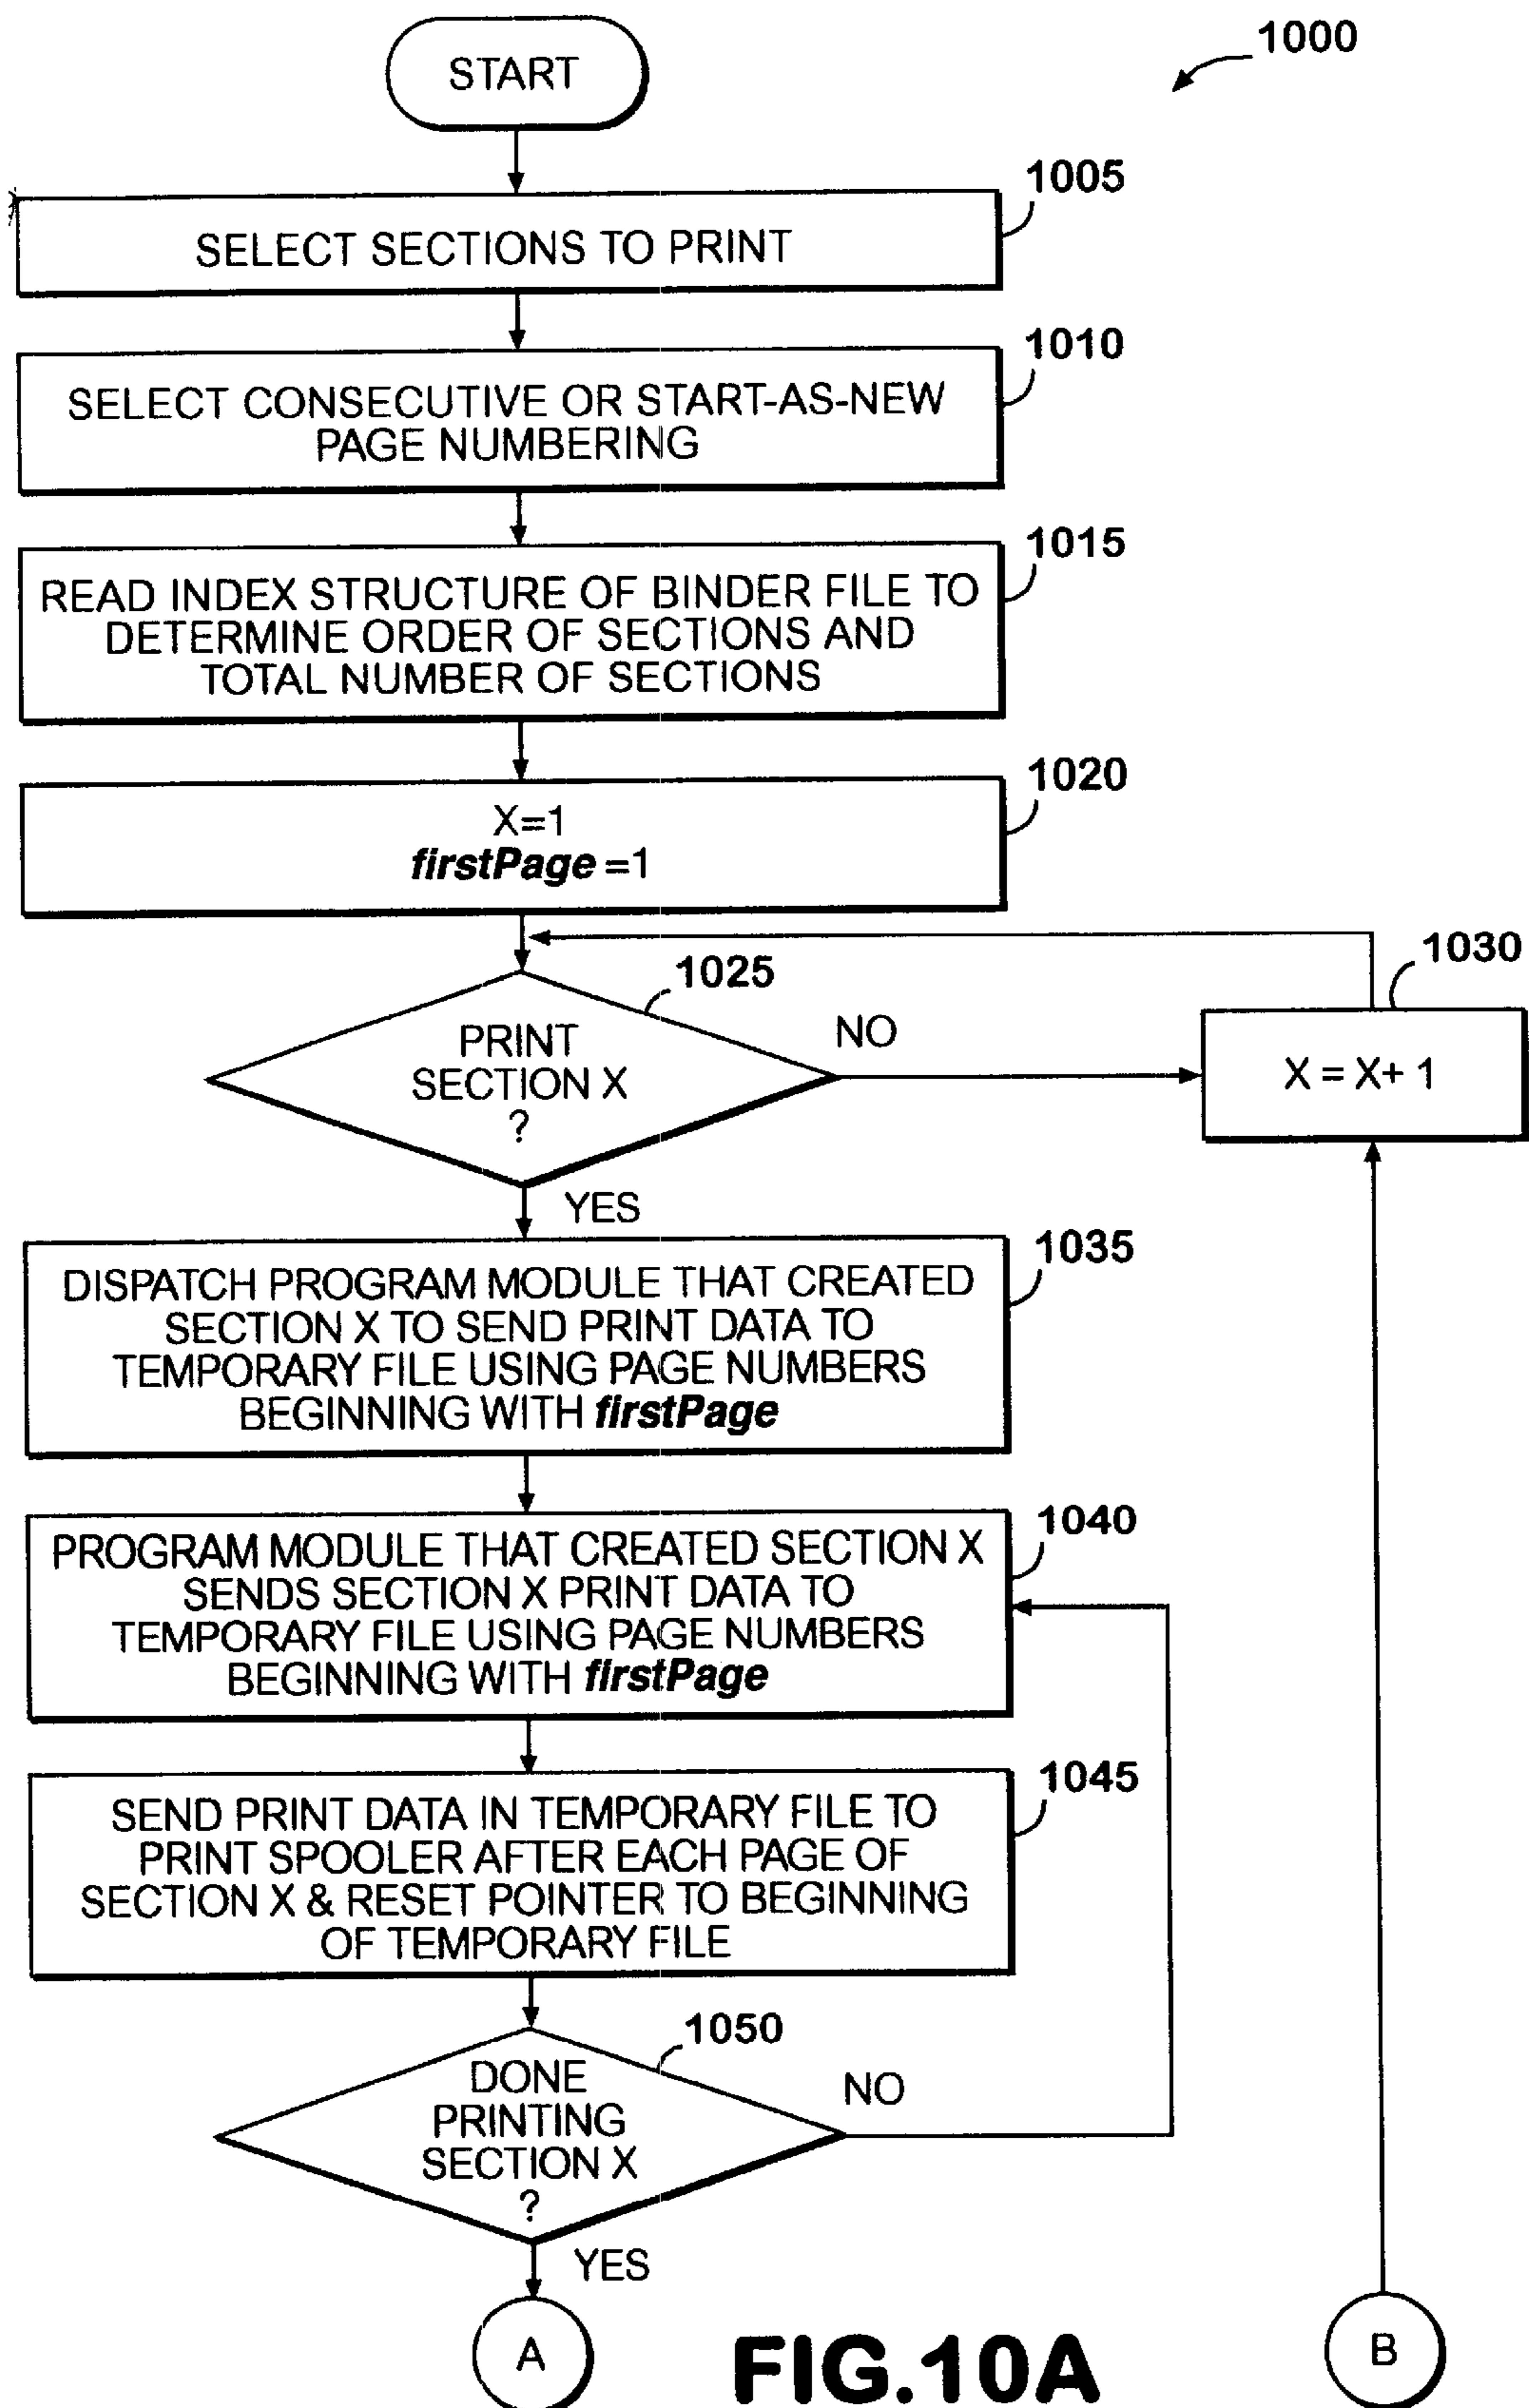 START
1000
1005
SELECT SECTIONS TO PRINT
1010
SELECT CONSECUTIVE OR START-AS-NEW
PAGE NUMBERING
1015
READ INDEX STRUCTURE OF BINDER FILE TO
DETERMINE ORDER OF SECTIONS AND
TOTAL NUMBER OF SECTIONS
1020
X=1
firstPage =1
1025
PRINT
SECTION X
?
NO
1030
X = X+ 1
YES
1035
DISPATCH PROGRAM MODULE THAT CREATED
SECTION X TO SEND PRINT DATA TO
TEMPORARY FILE USING PAGE NUMBERS
BEGINNING WITH firstPage
1040
PROGRAM MODULE THAT CREATED SECTION X
SENDS SECTION X PRINT DATA TO
TEMPORARY FILE USING PAGE NUMBERS
BEGINNING WITH firstPage
1045
SEND PRINT DATA IN TEMPORARY FILE TO
PRINT SPOOLER AFTER EACH PAGE OF
SECTION X & RESET POINTER TO BEGINNING
OF TEMPORARY FILE
1050
DONE
PRINTING
SECTION X
?
NO
YES
A
B
FIG.10A